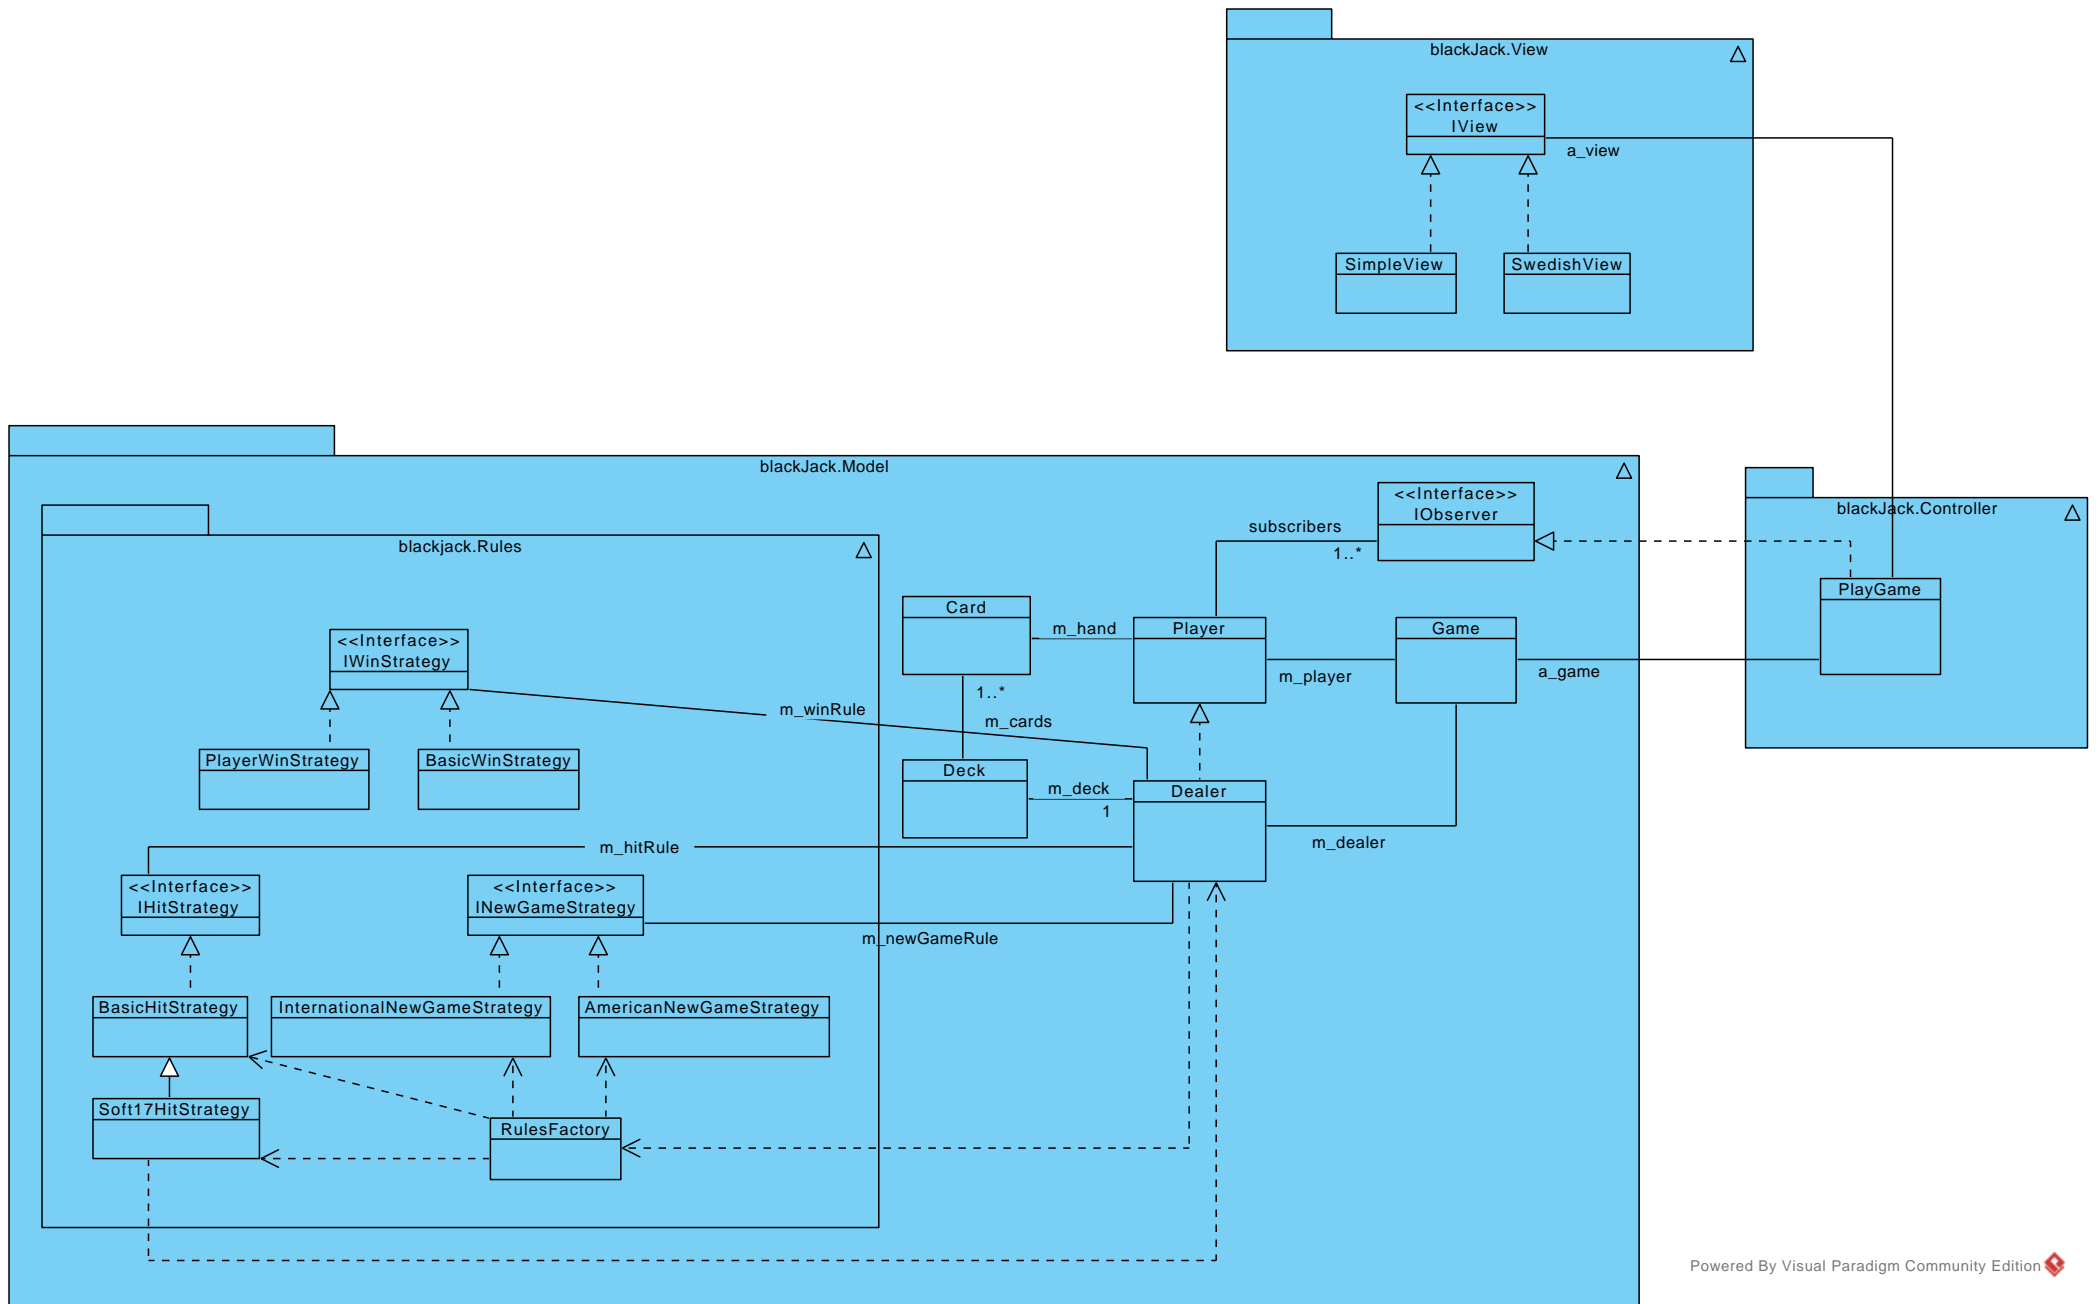 blackJack.View
<<Interface>>
IView
a_view
SimpleView
SwedishView
blackJack.Model
<<Interface>>
IObserver
subscribers
1..*
blackJack.Controller
PlayGame
blackjack.Rules
Card
m_hand
Player
Game
<<Interface>>
IWinStrategy
1..*
m_player
a_game
m_winRule
m_cards
PlayerWinStrategy
BasicWinStrategy
Deck
m_deck
1
Dealer
m_hitRule
m_dealer
<<Interface>>
IHitStrategy
<<Interface>>
INewGameStrategy
m_newGameRule
BasicHitStrategy
InternationalNewGameStrategy
AmericanNewGameStrategy
Soft17HitStrategy
RulesFactory
Powered By Visual Paradigm Community Edition